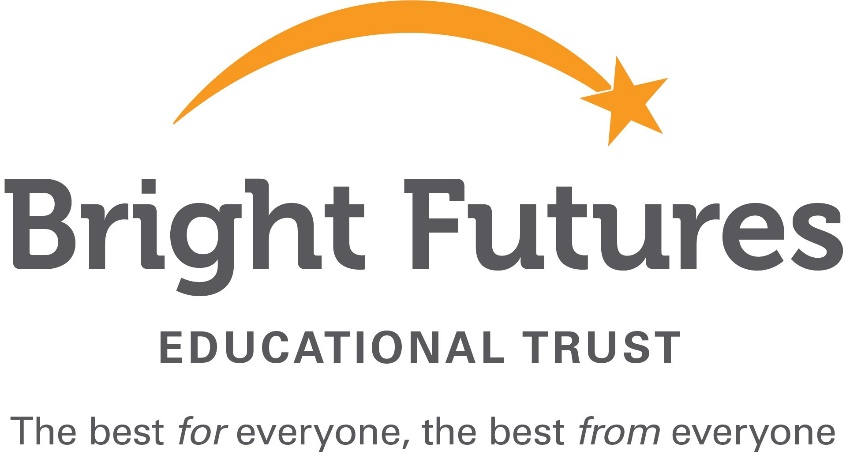 Bright Futures
EDUCATIONAL TRUST
The best for everyone, the best from everyone